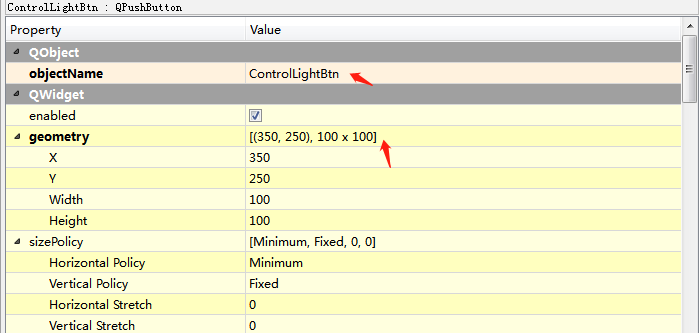 ControlLightBtn : QPushButton
Property Value
QObject
objectName ControlLightBtn
QWidget
enabled
geometry [(350, 250), 100 x 100]
X 350
Y 250
Width 100
Height 100
sizePolicy [Minimum, Fixed, 0, 0]
Horizontal Policy Minimum
Vertical Policy Fixed
Horizontal Stretch 0
Vertical Stretch 0